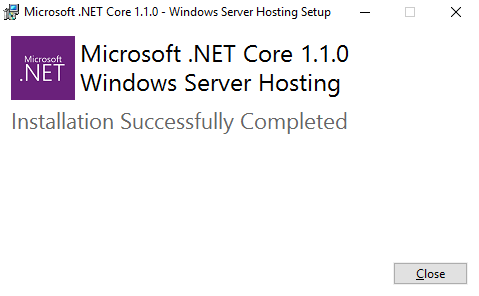 Microsoft .NET Core 1.1.0 - Windows Server Hosting Setup
Microsoft
.NET
Microsoft .NET Core 1.1.0
Windows Server Hosting
Installation Successfully Completed
Close